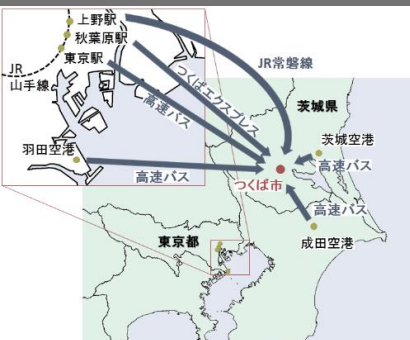 上野駅
秋葉原駅
東京駅
JR
山手線
羽田空港
JR常磐線
つくばエクスプレス
高速バス
高速バス
茨城県
茨城空港
高速バス
つくば市
高速バス
成田空港
東京都